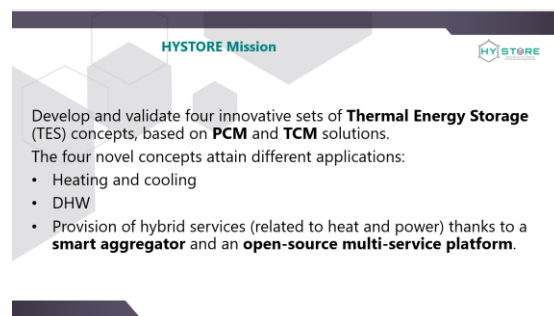 HYSTORE Mission
HYSTORE
Develop and validate four innovative sets of Thermal Energy Storage
(TES) concepts, based on PCM and TCM solutions.
The four novel concepts attain different applications:
• Heating and cooling
• DHW
• Provision of hybrid services (related to heat and power) thanks to a
smart aggregator and an open-source multi-service platform.